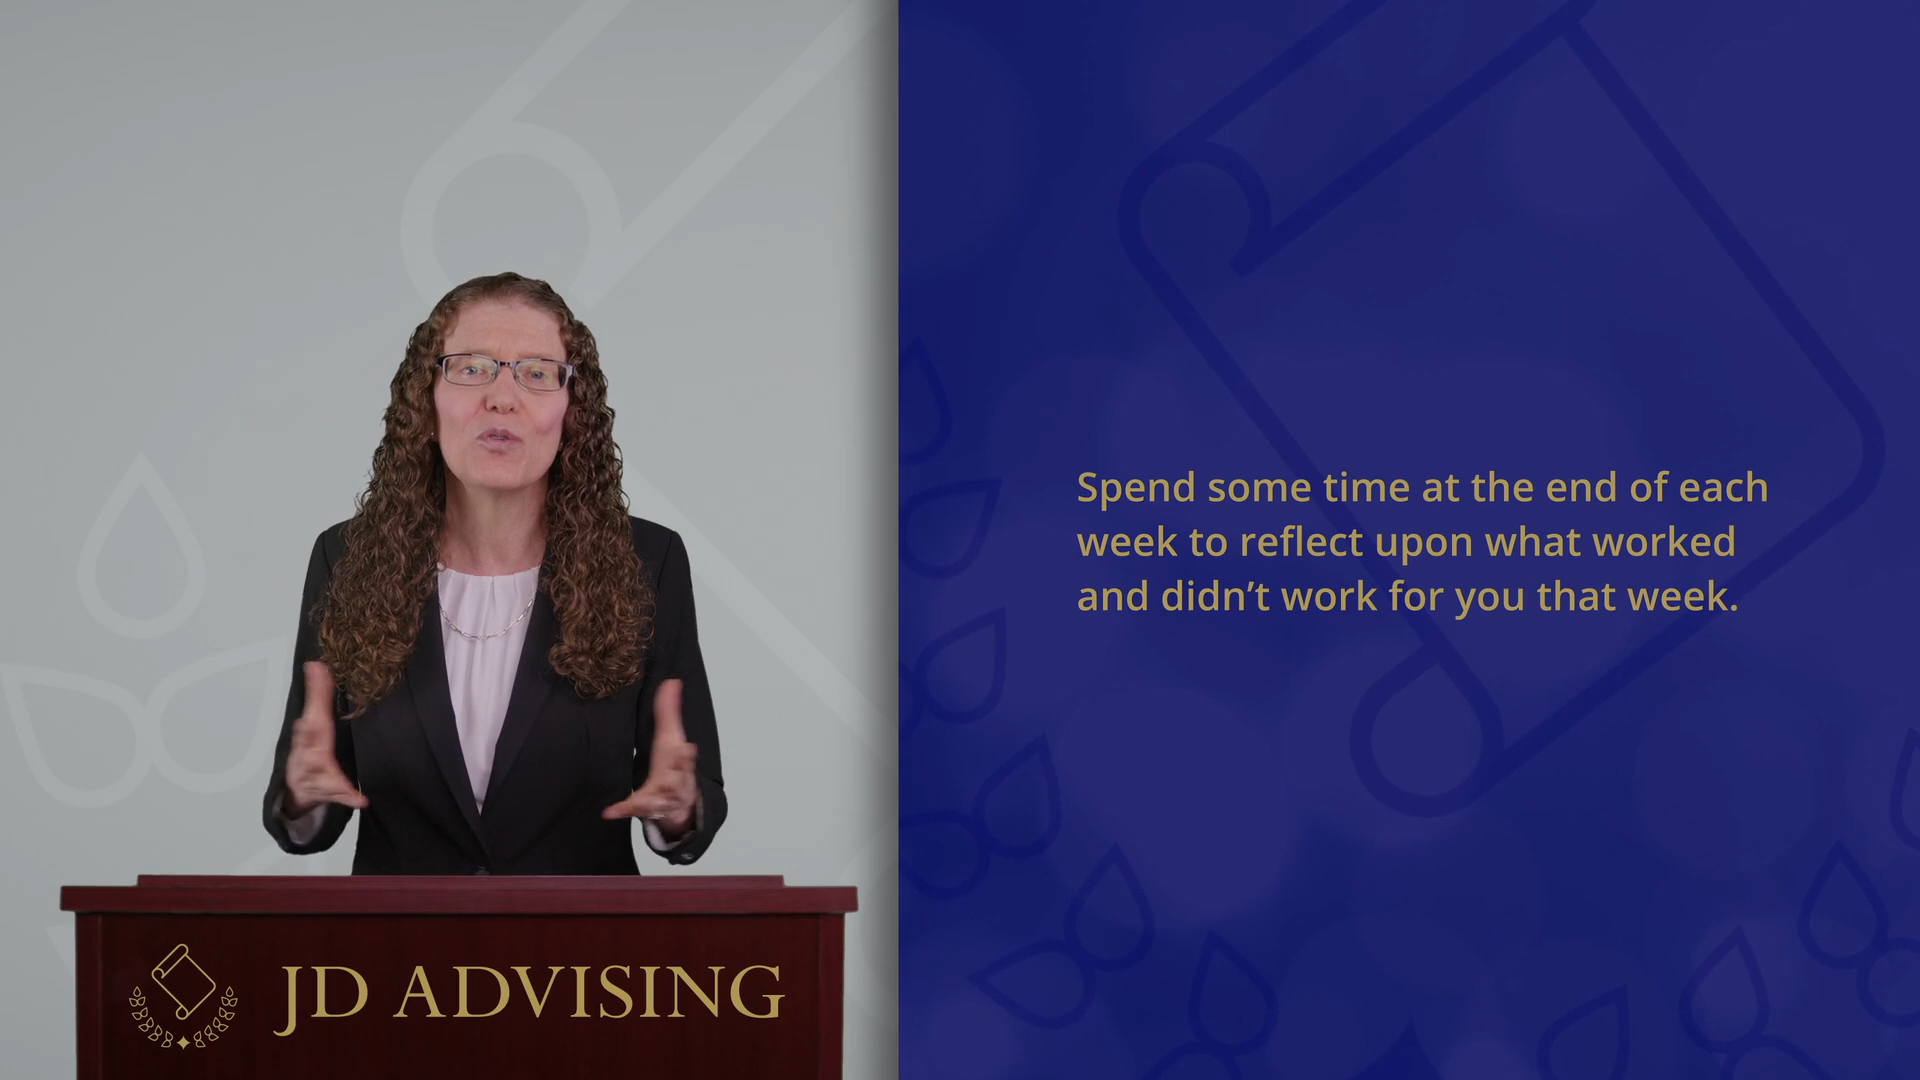 Spend some time at the end of each
week to reflect upon what worked
and didn’t work for you that week.
JD ADVISING